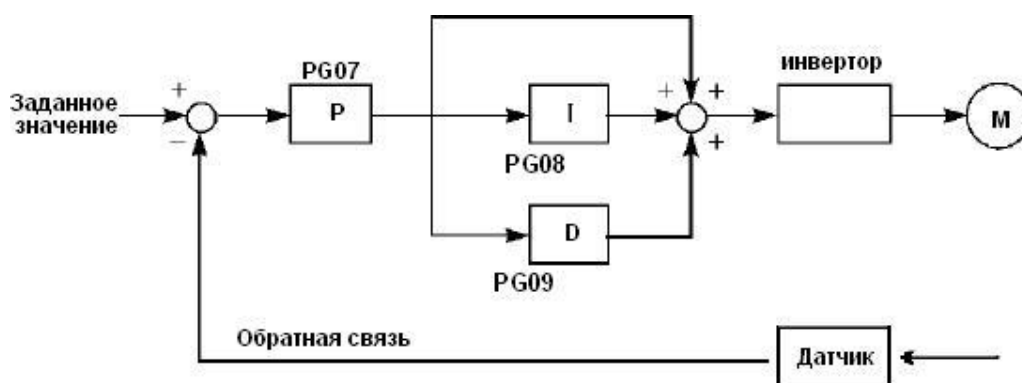 PG07
инвертор
Заданное
значение
+
−
P
I
+
+
+
M
PG08
D
PG09
Обратная связь
Датчик